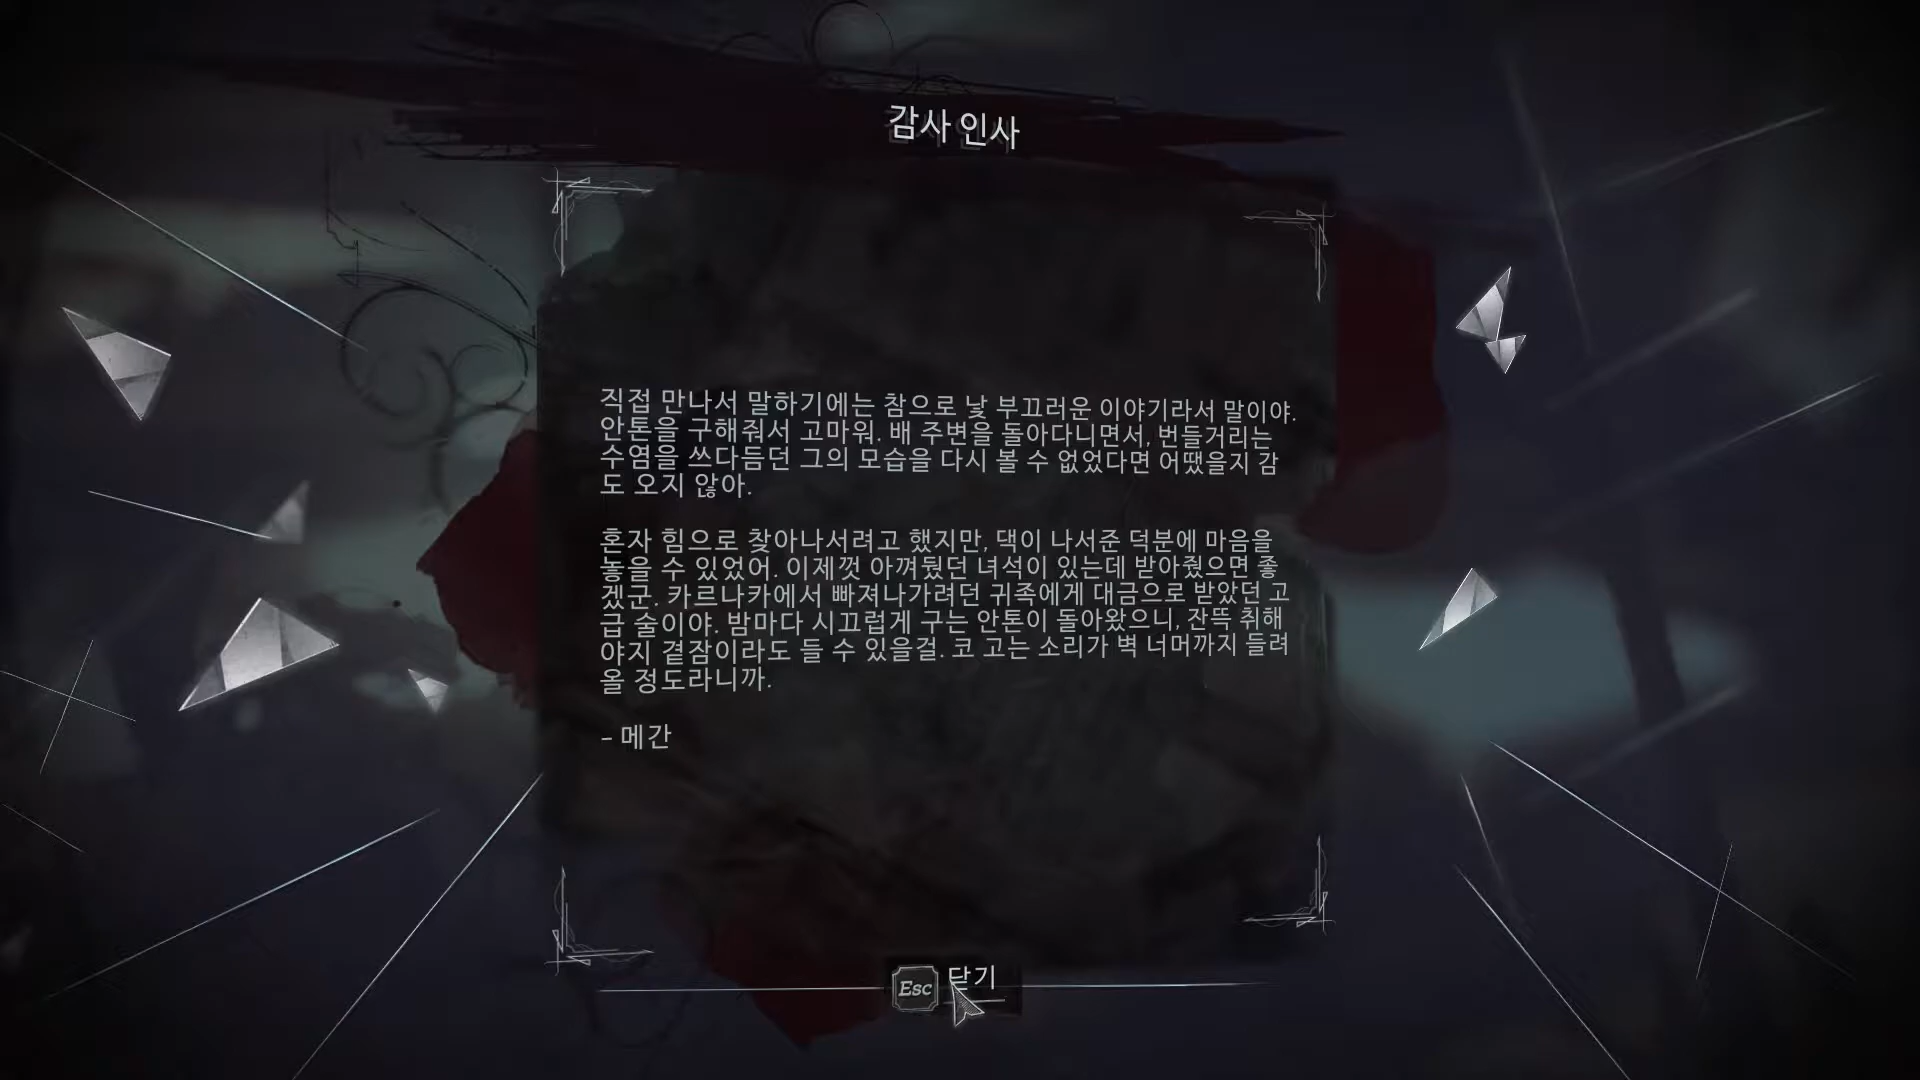 감사 인사
직접 만나서 말하기에는 참으로 낯 부끄러운 이야기라서 말이야.
안톤을 구해줘서 고마워. 배 주변을 돌아다니면서, 번들거리는
수염을 쓰다듬던 그의 모습을 다시 볼 수 없었다면 어땠을지 감
도 오지 않아.
혼자 힘으로 찾아나서려고 했지만, 댁이 나서준 덕분에 마음을
놓을 수 있었어. 이제껏 아껴뒀던 녀석이 있는데 받아줬으면 좋
겠군. 카르나카에서 빠져나가려던 귀족에게 대금으로 받았던 고
급 술이야. 밤마다 시끄럽게 구는 안톤이 돌아왔으니, 잔뜩 취해
야지 곁잠이라도 들 수 있을걸. 코 고는 소리가 벽 너머까지 들려
올 정도라니까.
- 메간
Esc 닫기